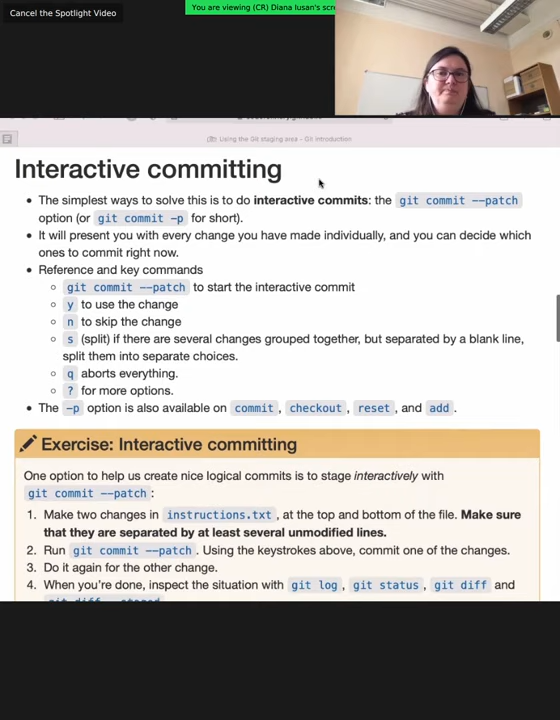 Cancel the Spotlight Video
You are viewing (CR) Diana Iusan's scre
Using the Git staging area – Git introduction
Interactive committing
• The simplest ways to solve this is to do interactive commits: the git commit --patch
option (or git commit -p for short).
• It will present you with every change you have made individually, and you can decide which
ones to commit right now.
• Reference and key commands
◦ git commit --patch to start the interactive commit
◦ y to use the change
◦ n to skip the change
◦ s (split) if there are several changes grouped together, but separated by a blank line,
split them into separate choices.
◦ q aborts everything.
◦ ? for more options.
• The -p option is also available on commit, checkout, reset, and add.
Exercise: Interactive committing
One option to help us create nice logical commits is to stage interactively with
git commit --patch:
1. Make two changes in instructions.txt, at the top and bottom of the file. Make sure
that they are separated by at least several unmodified lines.
2. Run git commit --patch. Using the keystrokes above, commit one of the changes.
3. Do it again for the other change.
4. When you're done, inspect the situation with git log, git status, git diff and